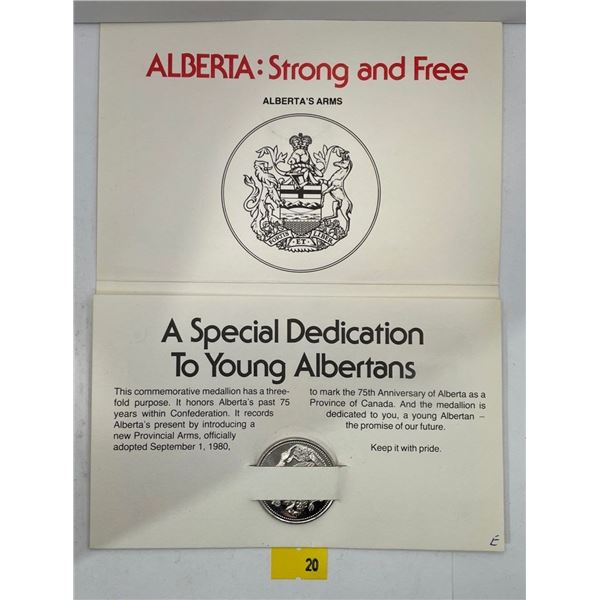 ALBERTA: Strong and Free
ALBERTA'S ARMS
FORTIS ET LIBER
A Special Dedication
To Young Albertans
This commemorative medallion has a three-
fold purpose. It honors Alberta's past 75
years within Confederation. It records
Alberta's present by introducing a
new Provincial Arms, officially
adopted September 1, 1980,
to mark the 75th Anniversary of Alberta as a
Province of Canada. And the medallion is
dedicated to you, a young Albertan –
the promise of our future.
Keep it with pride.
É
20